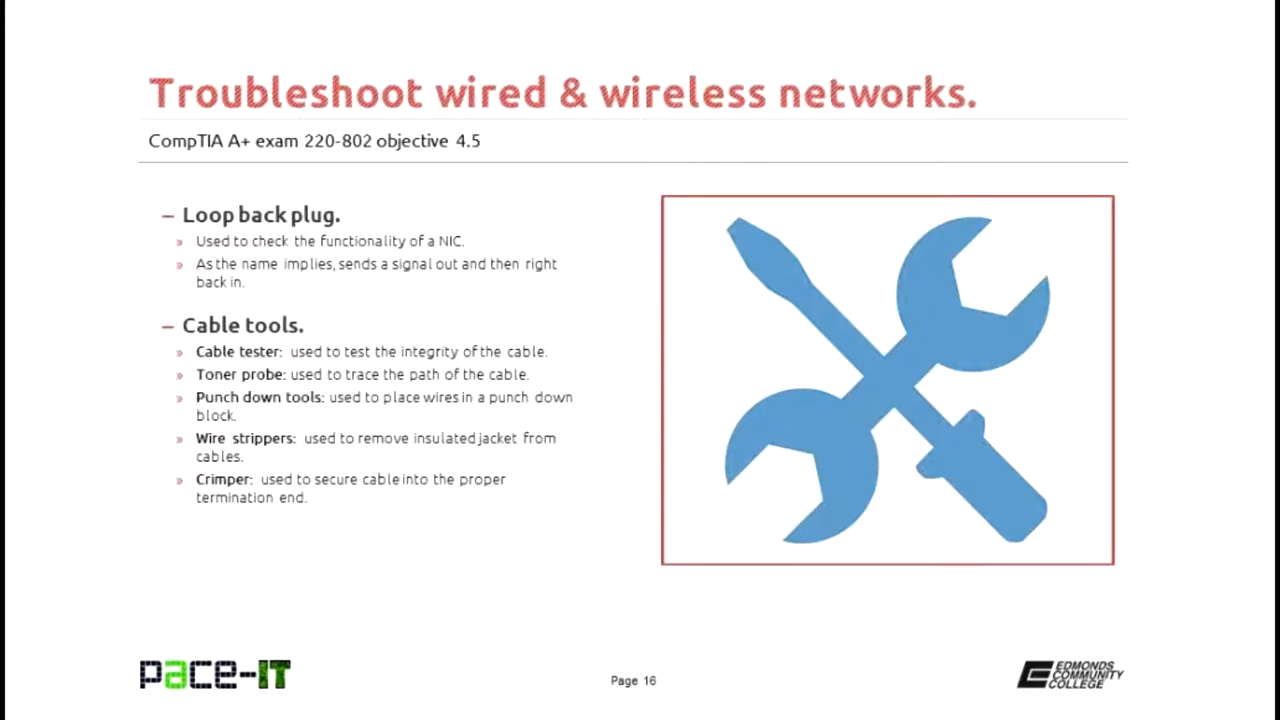 Troubleshoot wired & wireless networks.
CompTIA A+ exam 220-802 objective 4.5
– Loop back plug.
» Used to check the functionality of a NIC.
» As the name implies, sends a signal out and then right
back in.
– Cable tools.
» Cable tester: used to test the integrity of the cable.
» Toner probe: used to trace the path of the cable.
» Punch down tools: used to place wires in a punch down
block.
» Wire strippers: used to remove insulated jacket from
cables.
» Crimper: used to secure cable into the proper
termination end.
pace-IT
Page 16
EDMONDS
COMMUNITY
COLLEGE